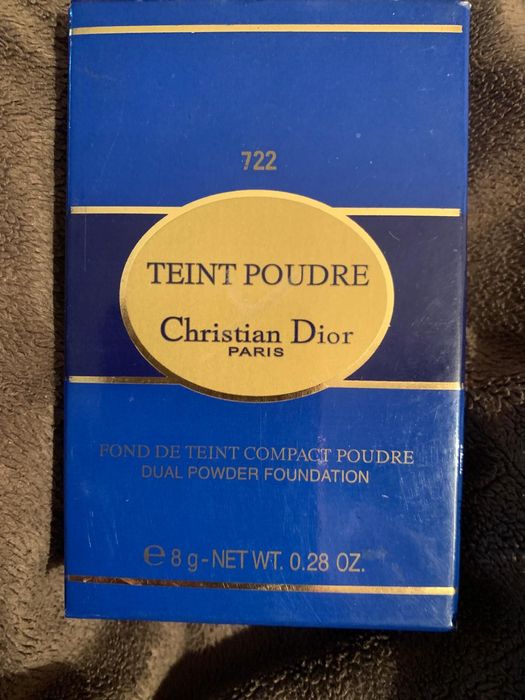 722
TEINT POUDRE
Christian Dior
PARIS
FOND DE TEINT COMPACT POUDRE
DUAL POWDER FOUNDATION
℮ 8 g-NET WT. 0.28 OZ.